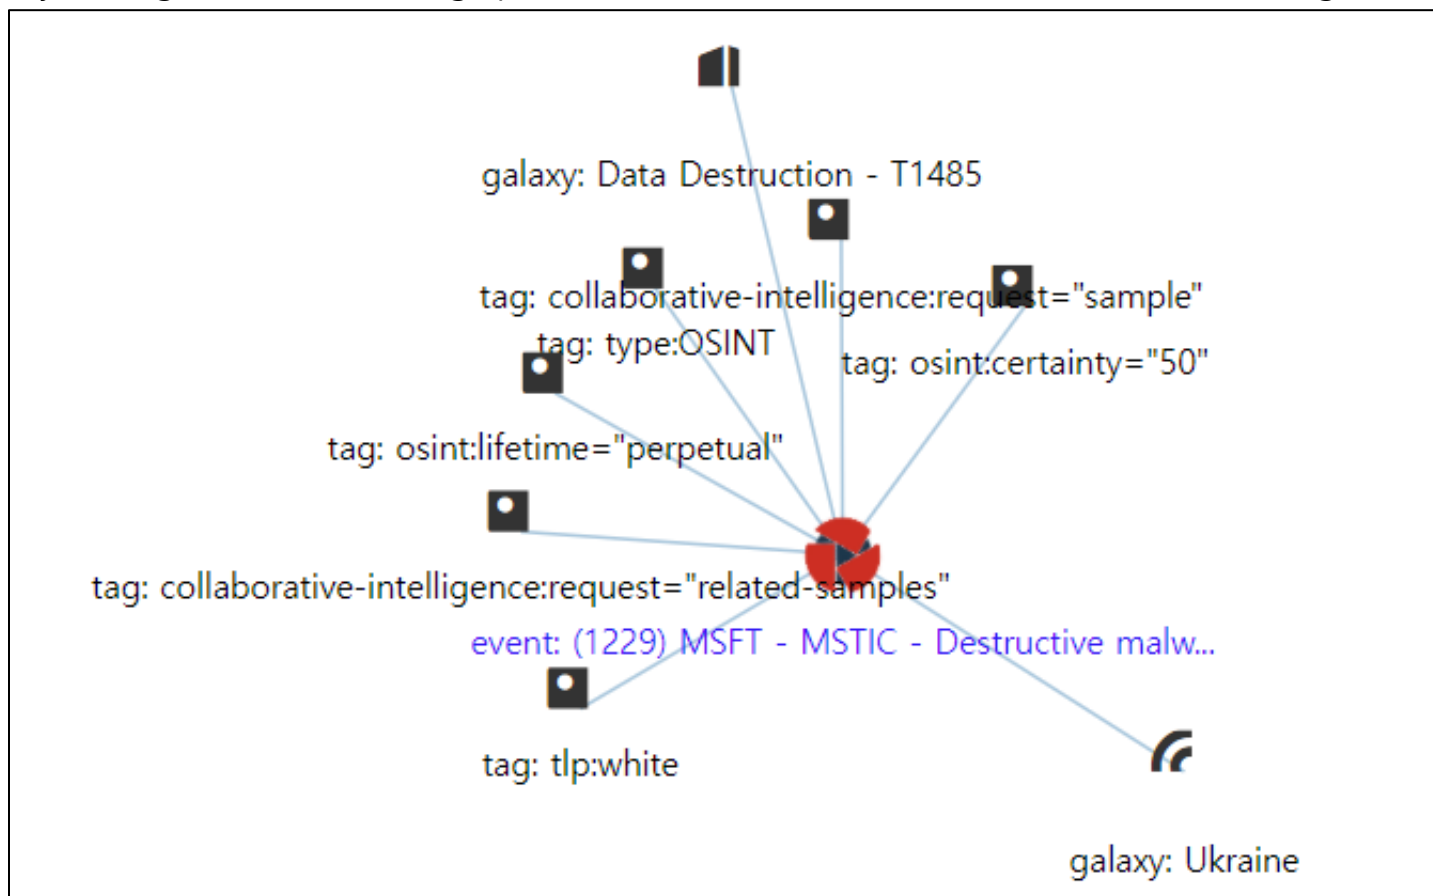 galaxy: Data Destruction - T1485
tag: collaborative-intelligence:request="sample"
tag: type:OSINT
tag: osint:certainty="50"
tag: osint:lifetime="perpetual"
tag: collaborative-intelligence:request="related-samples"
event: (1229) MSFT - MSTIC - Destructive malw...
tag: tlp:white
galaxy: Ukraine